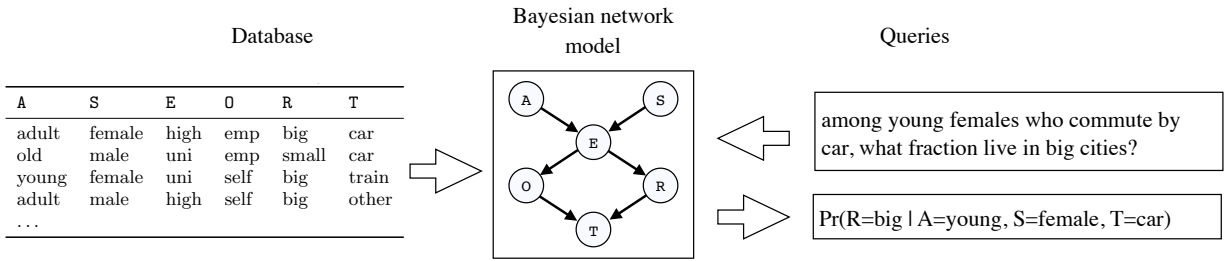 Database
A S E O R T
adult female high emp big car
old male uni emp small car
young female uni self big train
adult male high self big other
...
Bayesian network
model
A
S
E
O
R
T
Queries
among young females who commute by
car, what fraction live in big cities?
Pr(R=big | A=young, S=female, T=car)